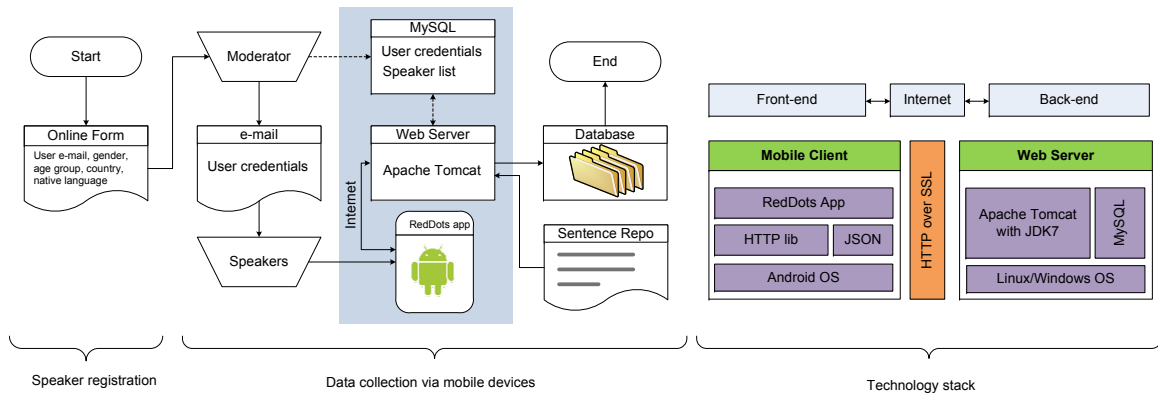 Start
Online Form
User e-mail, gender,
age group, country,
native language
Moderator
e-mail
User credentials
Speakers
MySQL
User credentials
Speaker list
Web Server
Apache Tomcat
Internet
RedDots app
End
Database
Sentence Repo
Front-end
Internet
Back-end
Mobile Client
RedDots App
HTTP lib
JSON
Android OS
HTTP over SSL
Web Server
Apache Tomcat
with JDK7
MySQL
Linux/Windows OS
Speaker registration
Data collection via mobile devices
Technology stack